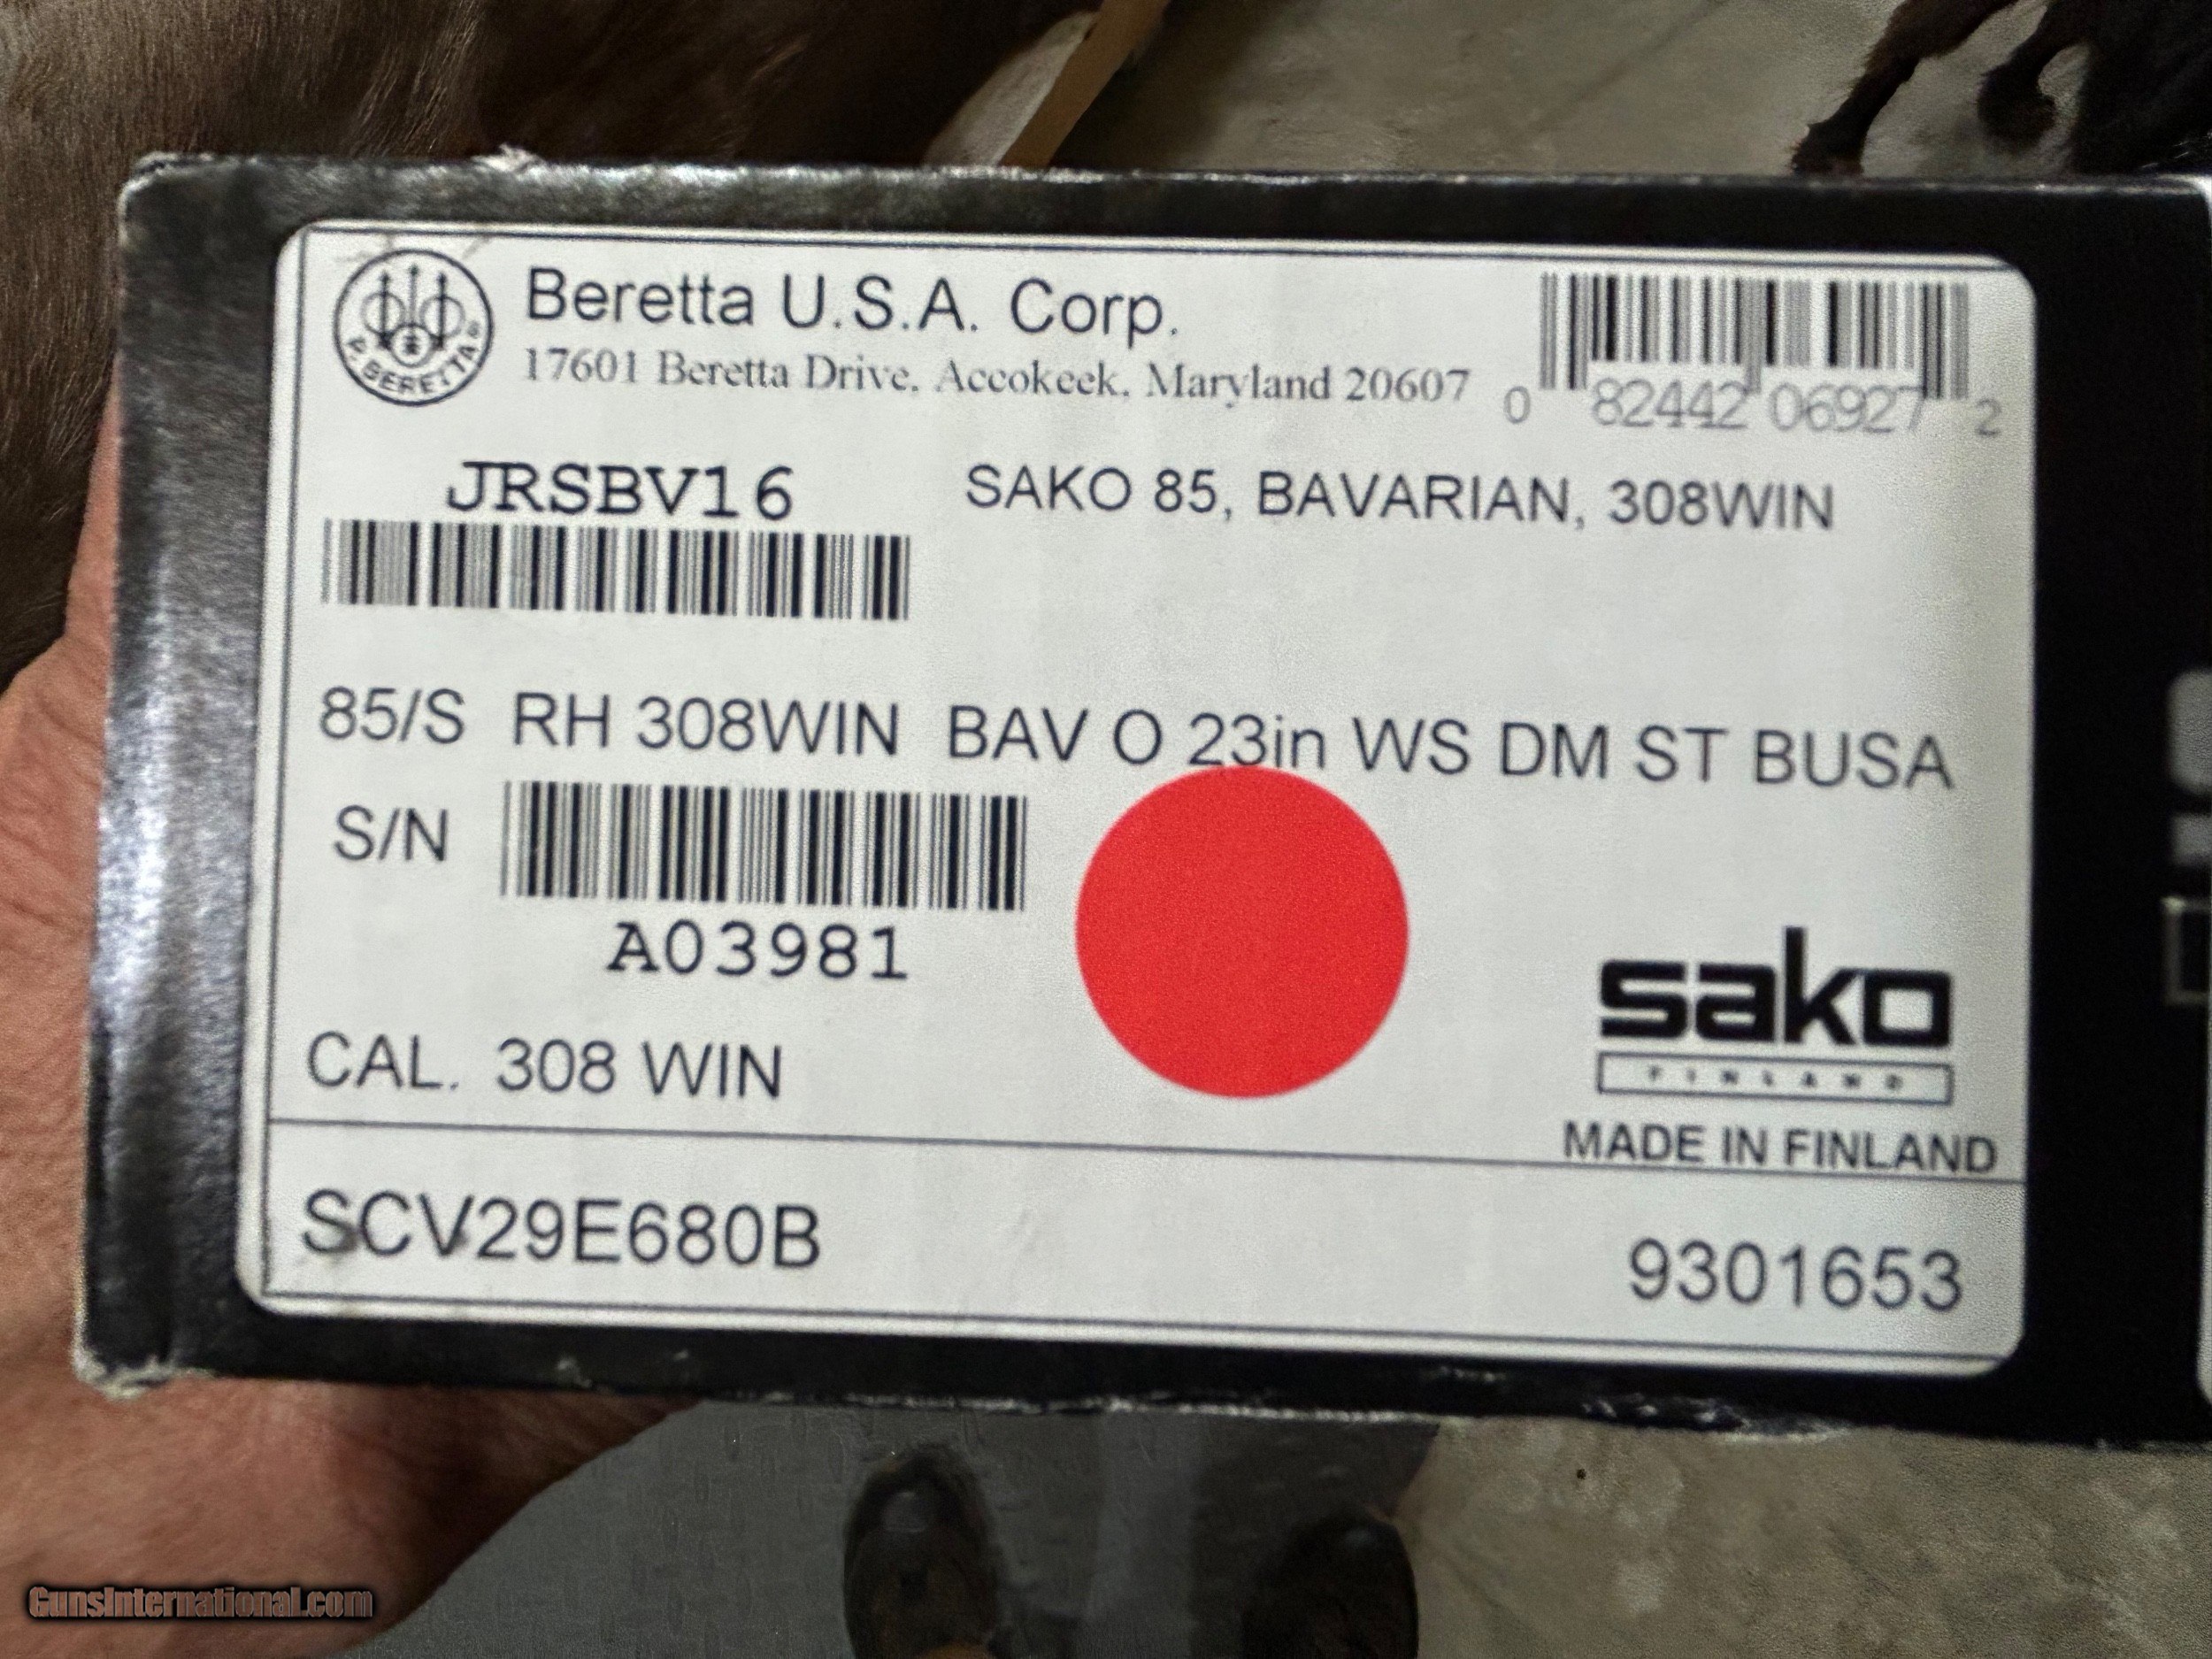 Beretta U.S.A. Corp.
17601 Beretta Drive, Accokeek, Maryland 20607
P. BERETTA
0 82442 06927 2
JRSBV16
SAKO 85, BAVARIAN, 308WIN
85/S RH 308WIN BAV O 23in WS DM ST BUSA
S/N
A03981
CAL. 308 WIN
sako
FINLAND
MADE IN FINLAND
SCV29E680B
9301653
GunsInternational.com